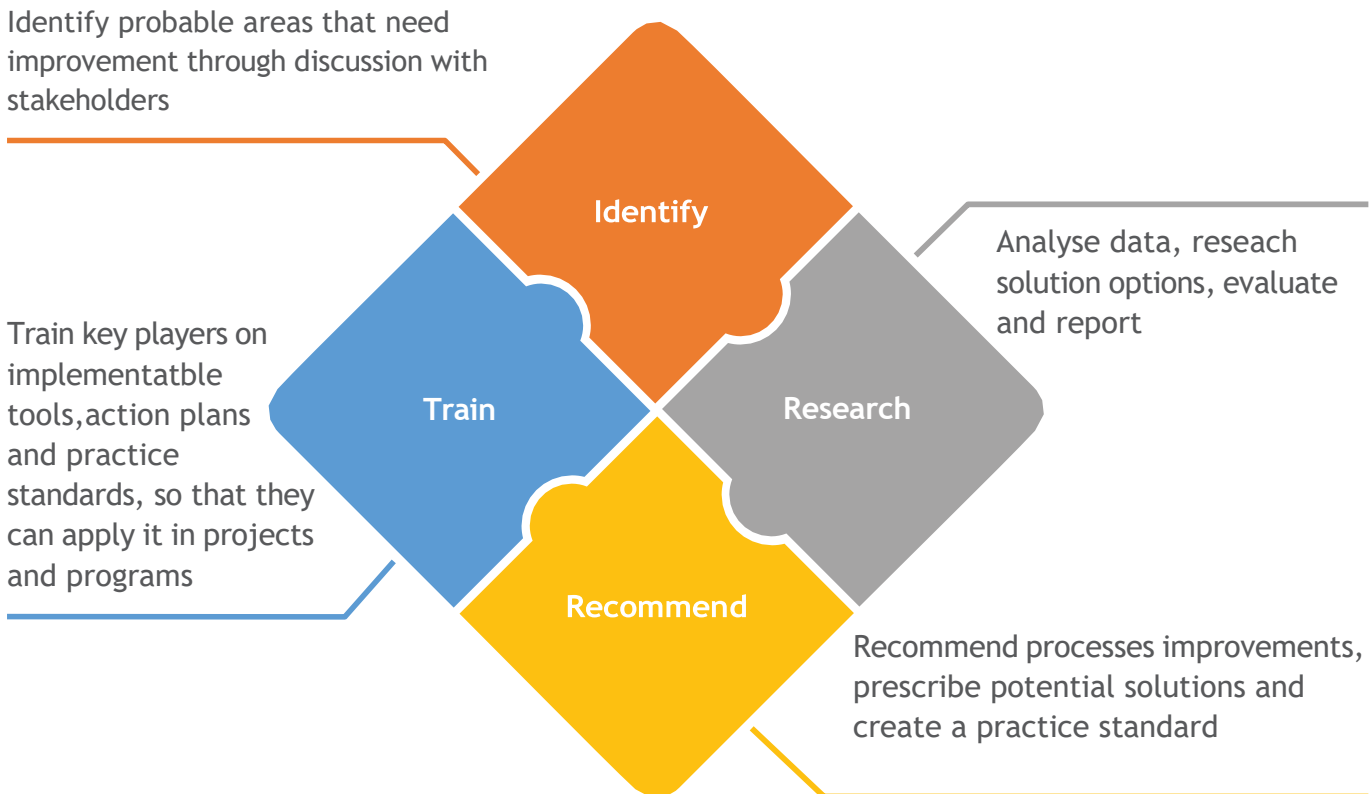 Identify probable areas that need
improvement through discussion with
stakeholders
Identify
Analyse data, reseach
solution options, evaluate
and report
Research
Train key players on
implementatble
tools,action plans
and practice
standards, so that they
can apply it in projects
and programs
Train
Recommend
Recommend processes improvements,
prescribe potential solutions and
create a practice standard